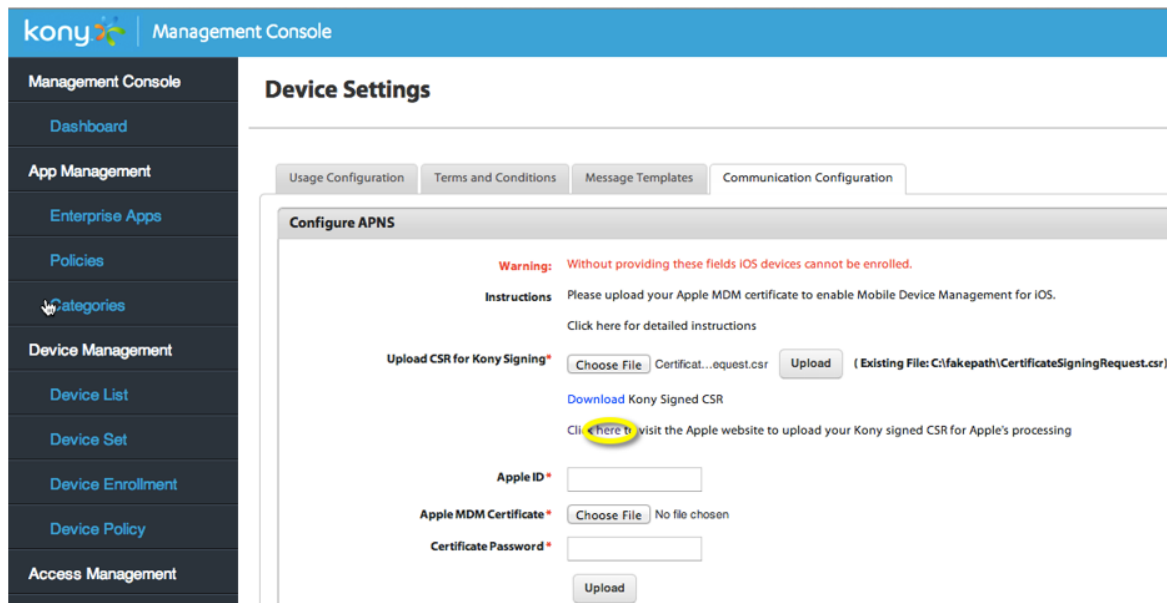 kony Management Console
Management Console
Dashboard
App Management
Enterprise Apps
Policies
Categories
Device Management
Device List
Device Set
Device Enrollment
Device Policy
Access Management
Device Settings
Usage Configuration Terms and Conditions Message Templates Communication Configuration
Configure APNS
Warning: Without providing these fields iOS devices cannot be enrolled.
Instructions Please upload your Apple MDM certificate to enable Mobile Device Management for iOS.
Click here for detailed instructions
Upload CSR for Kony Signing* Choose File Certificat...equest.csr Upload ( Existing File: C:\fakepath\CertificateSigningRequest.csr)
Download Kony Signed CSR
Click here to visit the Apple website to upload your Kony signed CSR for Apple's processing
Apple ID*
Apple MDM Certificate* Choose File No file chosen
Certificate Password*
Upload